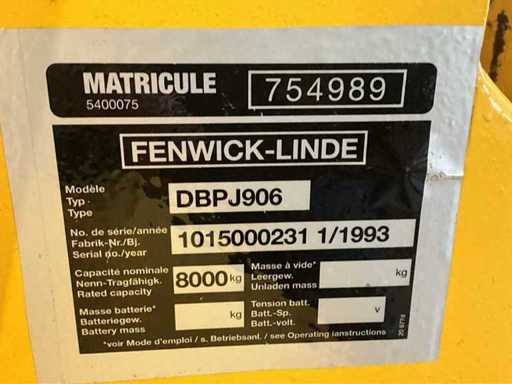 MATRICULE 754989
5400075
FENWICK-LINDE
Modèle
Typ DBPJ906
Type
No. de série/année
Fabrik-Nr./Bj. 1015000231 1/1993
Serial no./year
Capacité nominale Masse à vide*
Nenn-Tragfähigk. 8000 kg Leergew. kg
Rated capacity Unladen mass
Masse batterie* Tension batt.
Batteriegew. kg Batt.-Sp. V
Battery mass Batt.-volt.
*voir Mode d'emploi / s. Betriebsanl. / see Operating ianstructions